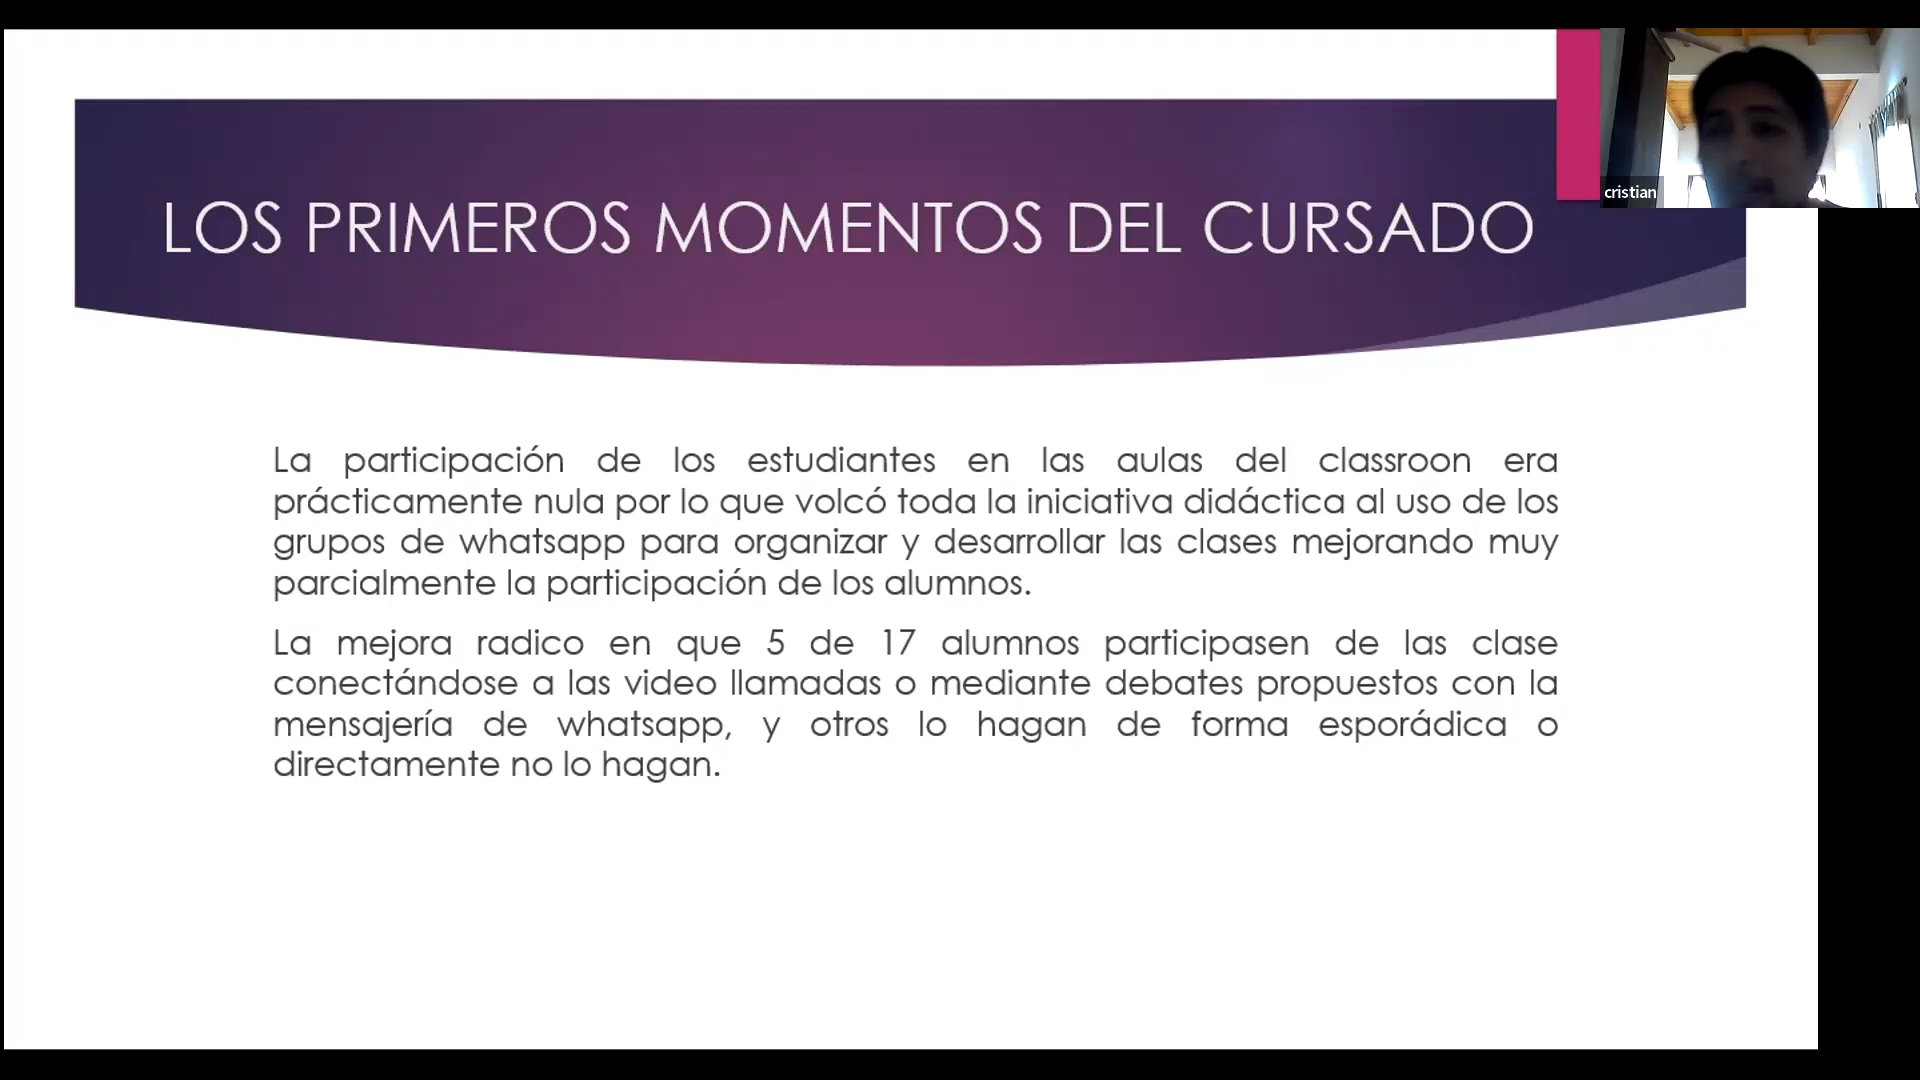 LOS PRIMEROS MOMENTOS DEL CURSADO
cristian
La participación de los estudiantes en las aulas del classroon era
prácticamente nula por lo que volcó toda la iniciativa didáctica al uso de los
grupos de whatsapp para organizar y desarrollar las clases mejorando muy
parcialmente la participación de los alumnos.
La mejora radico en que 5 de 17 alumnos participasen de las clase
conectándose a las video llamadas o mediante debates propuestos con la
mensajería de whatsapp, y otros lo hagan de forma esporádica o
directamente no lo hagan.